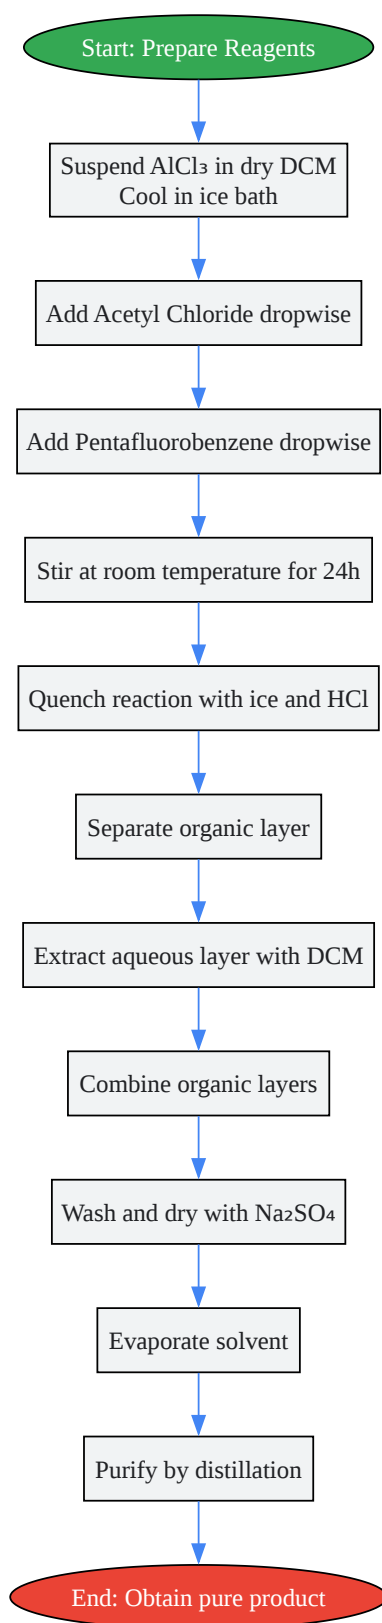 Start: Prepare Reagents
Suspend AlCl₃ in dry DCM
Cool in ice bath
Add Acetyl Chloride dropwise
Add Pentafluorobenzene dropwise
Stir at room temperature for 24h
Quench reaction with ice and HCl
Separate organic layer
Extract aqueous layer with DCM
Combine organic layers
Wash and dry with Na₂SO₄
Evaporate solvent
Purify by distillation
End: Obtain pure product